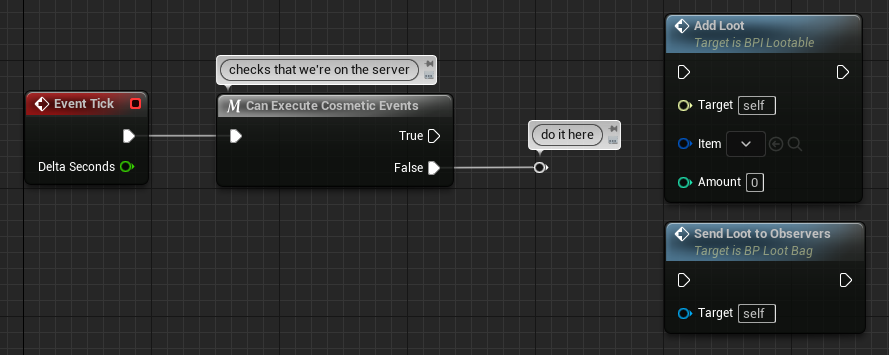 Add Loot
Target is BPI Lootable
checks that we're on the server
Event Tick
Can Execute Cosmetic Events
do it here
Target self
True
Delta Seconds
False
Item
Amount 0
Send Loot to Observers
Target is BP Loot Bag
Target self